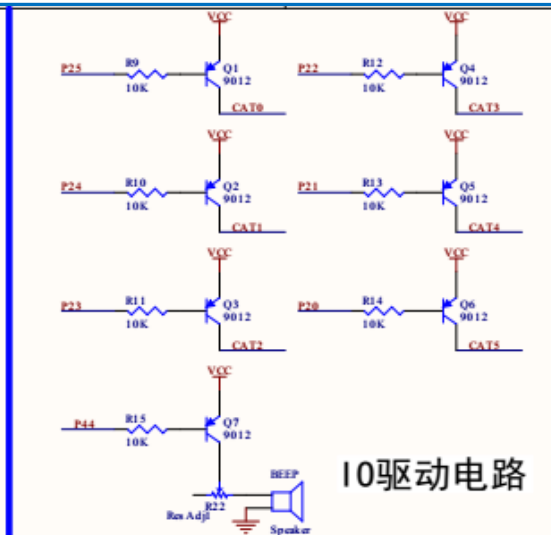 VCC
P25
R9
10K
Q1
9012
CAT0
VCC
P22
R12
10K
Q4
9012
CAT3
VCC
P24
R10
10K
Q2
9012
CAT1
VCC
P21
R13
10K
Q5
9012
CAT4
VCC
P23
R11
10K
Q3
9012
CAT2
VCC
P20
R14
10K
Q6
9012
CAT5
VCC
P44
R15
10K
Q7
9012
R22
Res Adj1
BEEP
Speaker
IO驱动电路